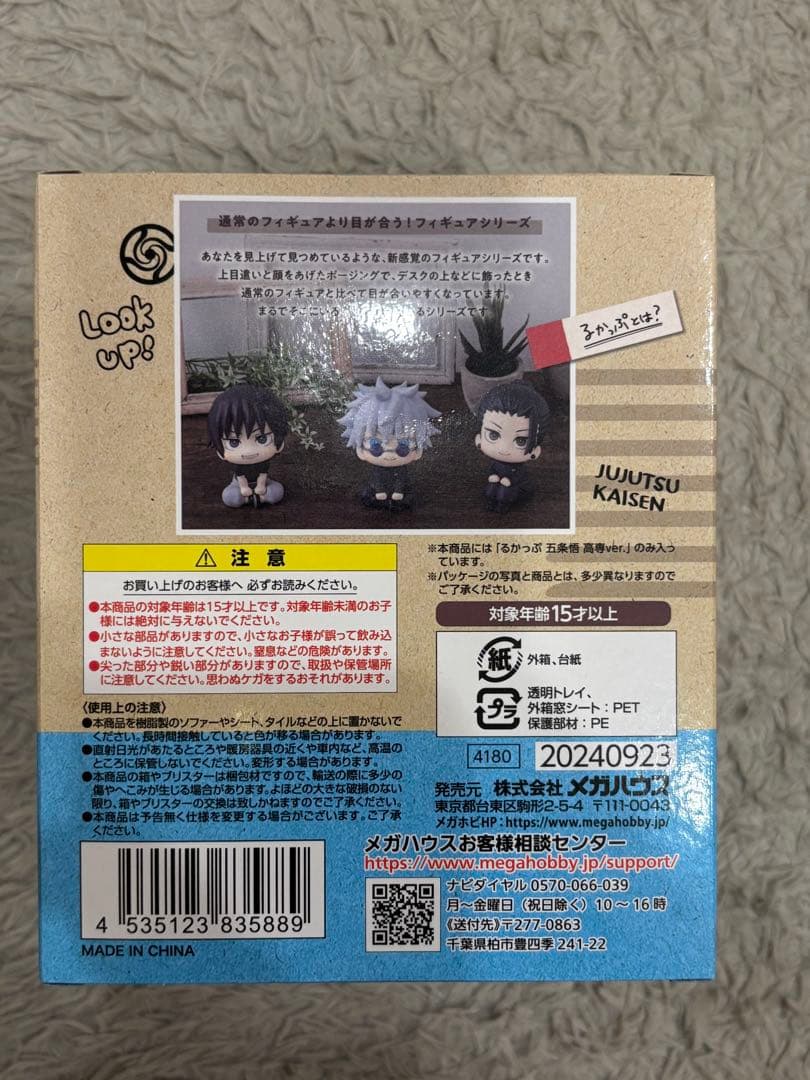 通常のフィギュアより目が合う!フィギュアシリーズ
あなたを見上げて見つめているような、新感覚のフィギュアシリーズです。
上目遣いと顔をあげたポージングで、デスクの上などに飾ったとき
通常のフィギュアと比べて目が合いやすくなっています。
まるでそこにい
るシリーズです
Look
UP!
るかっぷとは?
JUJUTSU
KAISEN
⚠ 注意
お買い上げのお客様へ 必ずお読みください。
●本商品の対象年齢は15才以上です。対象年齢未満のお子
様には絶対に与えないでください。
●小さな部品がありますので、小さなお子様が誤って飲み込
まないように注意してください。窒息などの危険があります。
●尖った部分や鋭い部分がありますので、取扱や保管場所
に注意してください。思わぬケガをするおそれがあります。
〈使用上の注意〉
●本商品を樹脂製のソファーやシート、タイルなどの上に置かないで
ください。長時間接触していると色が移る場合があります。
●直射日光があたるところや暖房器具の近くや車内など、高温の
ところに保管しないでください。変形する場合があります。
●本商品の箱やブリスターは梱包材ですので、輸送の際に多少の
傷やへこみが生じる場合があります。よほどの大きな破損のない
限り、箱やブリスターの交換は致しかねますのでご了承ください。
●本商品は予告無く仕様を変更する場合がございます。ご了承
ください。
※本商品には「るかっぷ 五条悟 高専ver.」のみ入っ
ています。
※パッケージの写真と商品とは、多少異なりますので
ご了承ください。
対象年齢15才以上
紙 外箱、台紙
プラ 透明トレイ、
外箱窓シート:PET
保護部材:PE
4180 20240923
発売元 株式会社メガハウス
東京都台東区駒形2-5-4 〒111-0043
メガホビHP:https://www.megahobby.jp/
メガハウスお客様相談センター
https://www.megahobby.jp/support/
ナビダイヤル 0570-066-039
月~金曜日(祝日除く)10~16時
《送付先》〒277-0863
千葉県柏市豊四季241-22
4 535123 835889
MADE IN CHINA